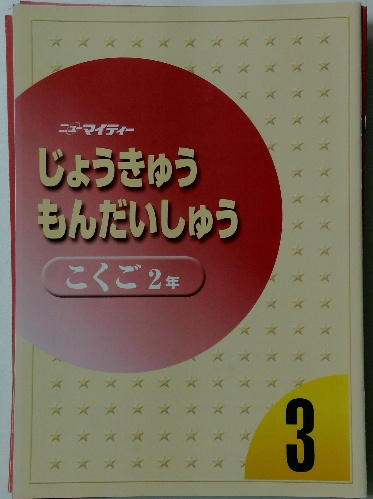 ニューマイティー
じょうきゅう
もんだいしゅう
こくご 2年
3